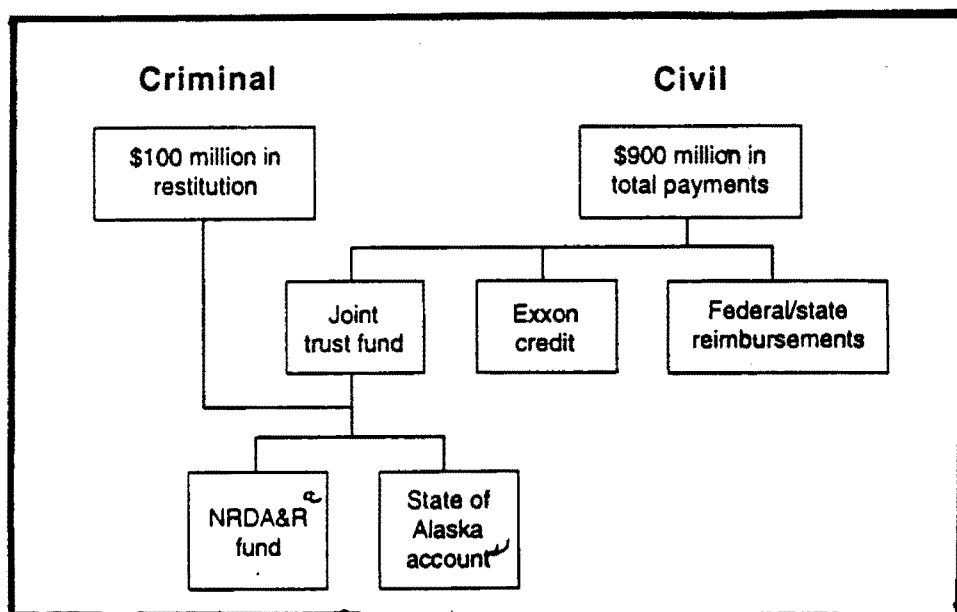 Criminal
Civil
$100 million in
restitution
$900 million in
total payments
Joint
trust fund
Exxon
credit
Federal/state
reimbursements
NRDA&R
fund
State of
Alaska
account